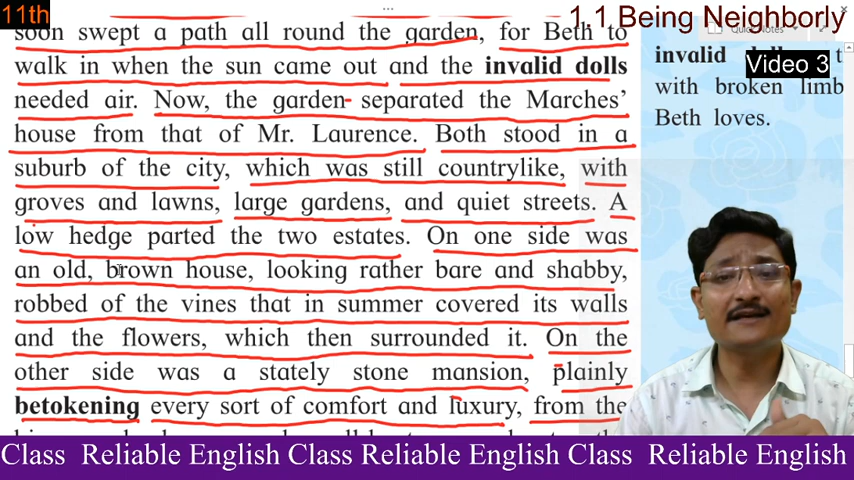 11th
1.1 Being Neighborly
soon swept a path all round the garden, for Beth to
walk in when the sun came out and the invalid dolls
needed air. Now, the garden separated the Marches'
house from that of Mr. Laurence. Both stood in a
suburb of the city, which was still countrylike, with
groves and lawns, large gardens, and quiet streets. A
low hedge parted the two estates. On one side was
an old, brown house, looking rather bare and shabby,
robbed of the vines that in summer covered its walls
and the flowers, which then surrounded it. On the
other side was a stately stone mansion, plainly
betokening every sort of comfort and luxury, from the
Quick Notes
invalid
Video 3
with broken limb
Beth loves.
Class Reliable English Class Reliable English Class Reliable English